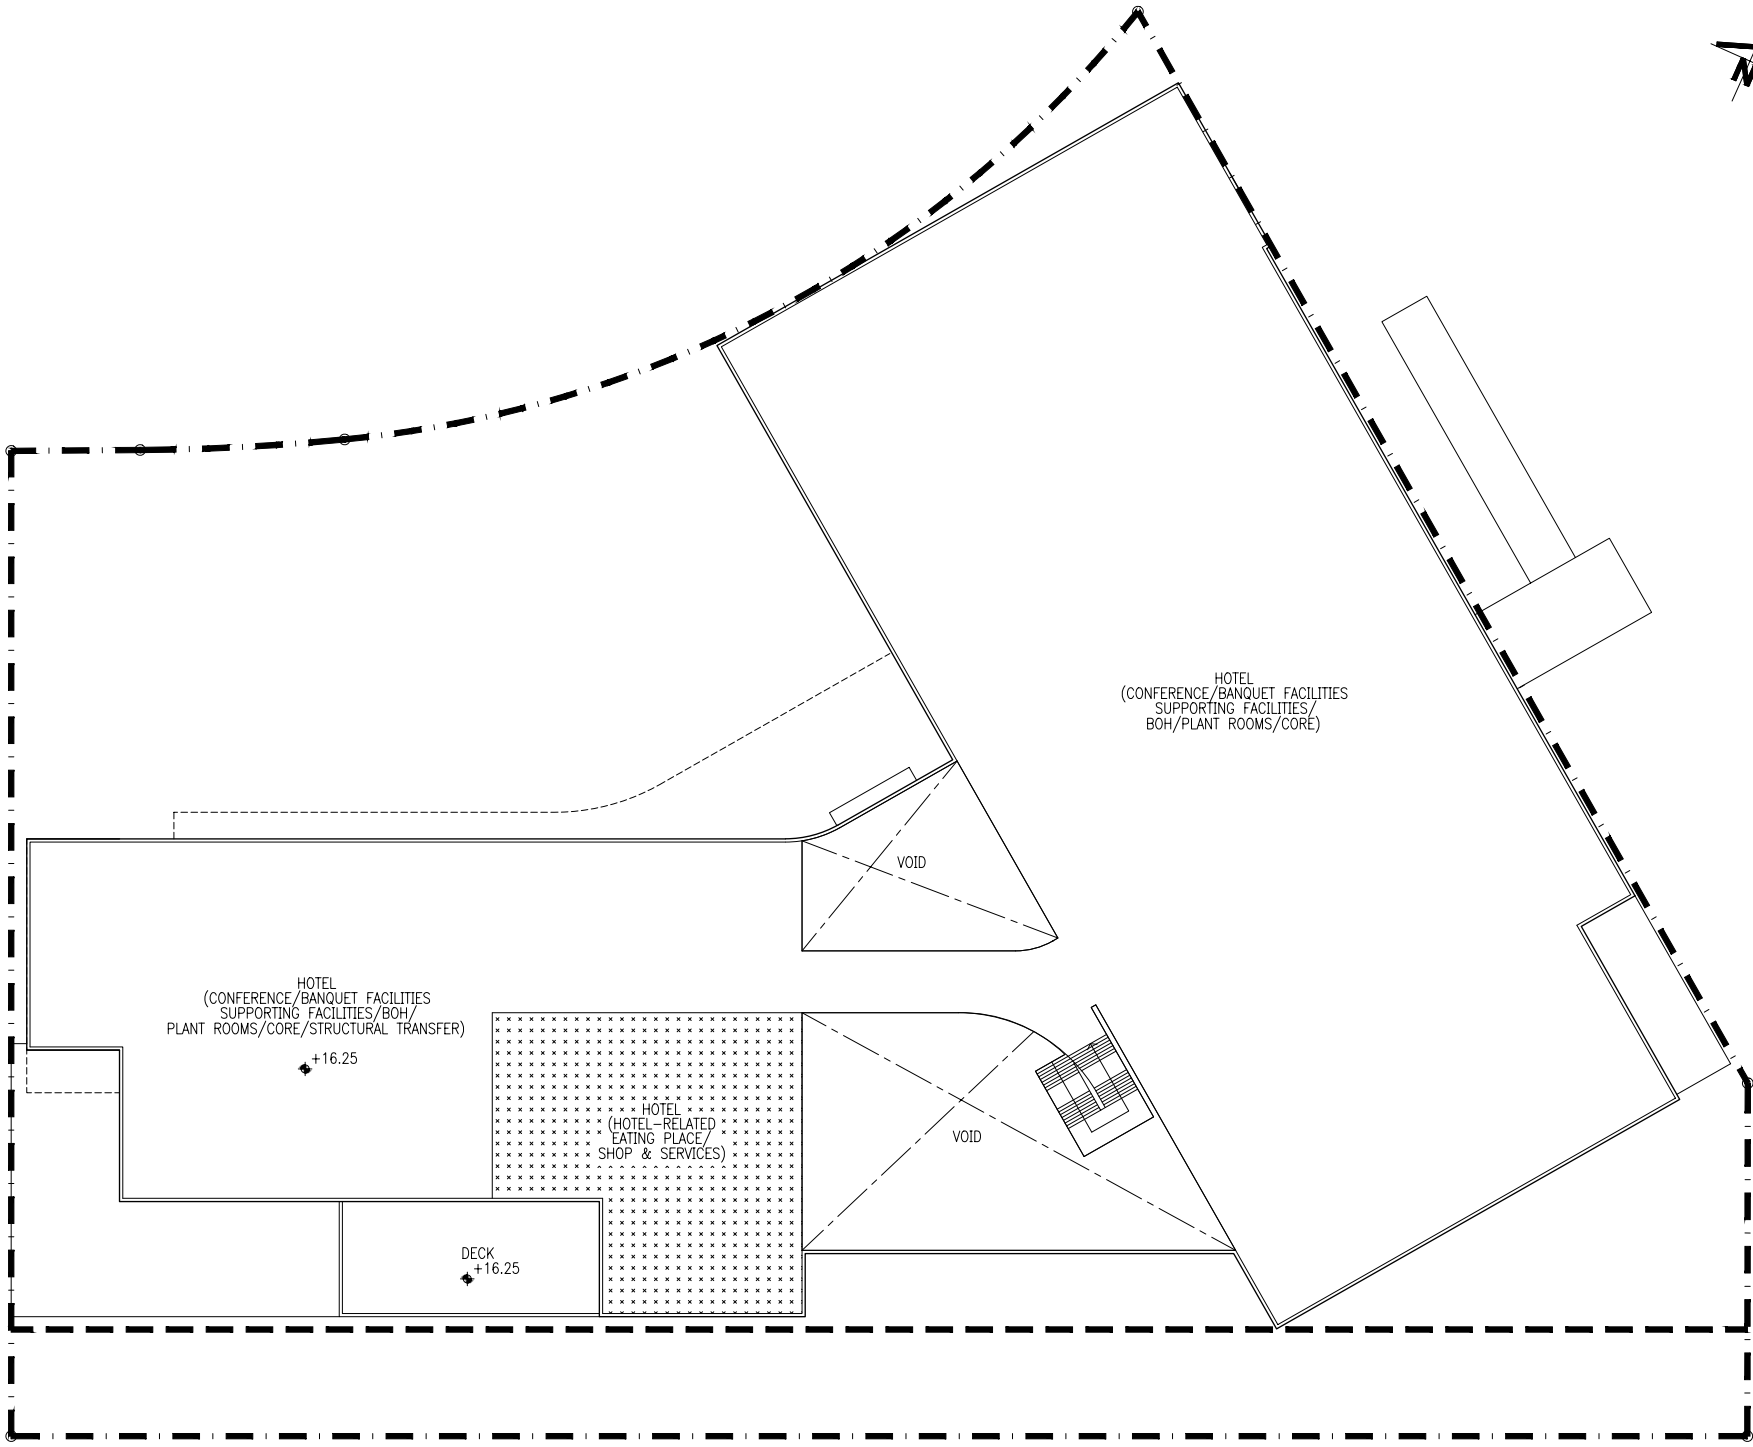 N
HOTEL
(CONFERENCE/BANQUET FACILITIES
SUPPORTING FACILITIES/
BOH/PLANT ROOMS/CORE)
VOID
HOTEL
(CONFERENCE/BANQUET FACILITIES
SUPPORTING FACILITIES/BOH/
PLANT ROOMS/CORE/STRUCTURAL TRANSFER)
+16.25
HOTEL
(HOTEL-RELATED
EATING PLACE/
SHOP & SERVICES)
VOID
DECK
+16.25